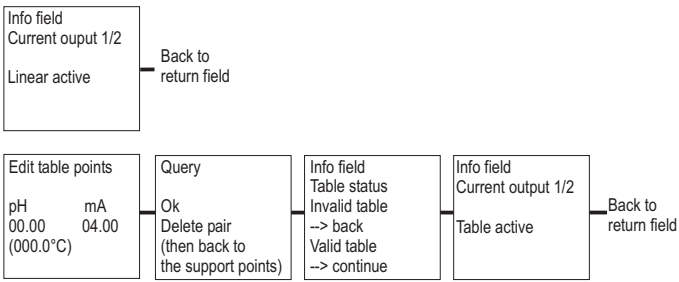 Info field
Current ouput 1/2
Linear active
Back to
return field
Edit table points
pH mA
00.00 04.00
(000.0°C)
Query
Ok
Delete pair
(then back to
the support points)
Info field
Table status
Invalid table
--> back
Valid table
--> continue
Info field
Current output 1/2
Table active
Back to
return field